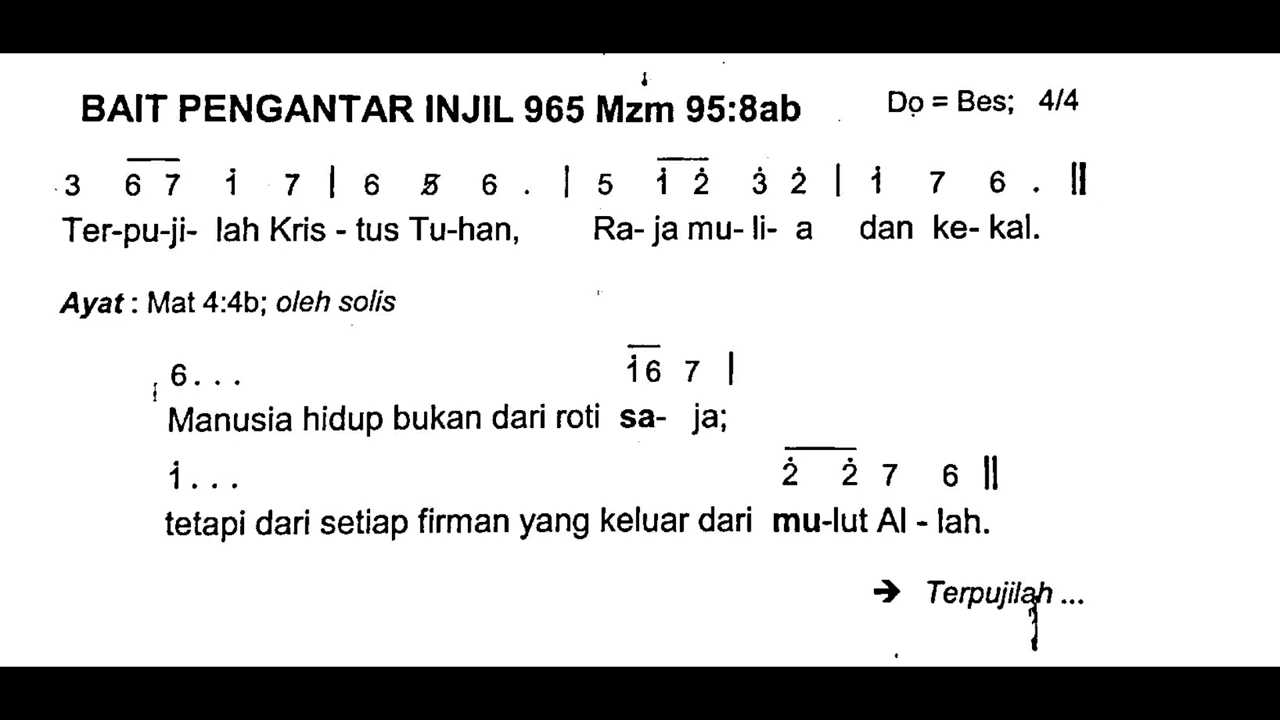 BAIT PENGANTAR INJIL 965 Mzm 95:8ab Do = Bes; 4/4
3 6 7 1̇ 7 | 6 5̸ 6 . | 5 1̇ 2̇ 3̇ 2̇ | 1̇ 7 6 . ||
Ter-pu-ji- lah Kris - tus Tu-han, Ra- ja mu- li- a dan ke- kal.
Ayat : Mat 4:4b; oleh solis
6 . . . 1̇6 7 |
Manusia hidup bukan dari roti sa- ja;
1̇ . . . 2̇ 2̇ 7 6 ||
tetapi dari setiap firman yang keluar dari mu-lut Al - lah.
→ Terpujilah ...